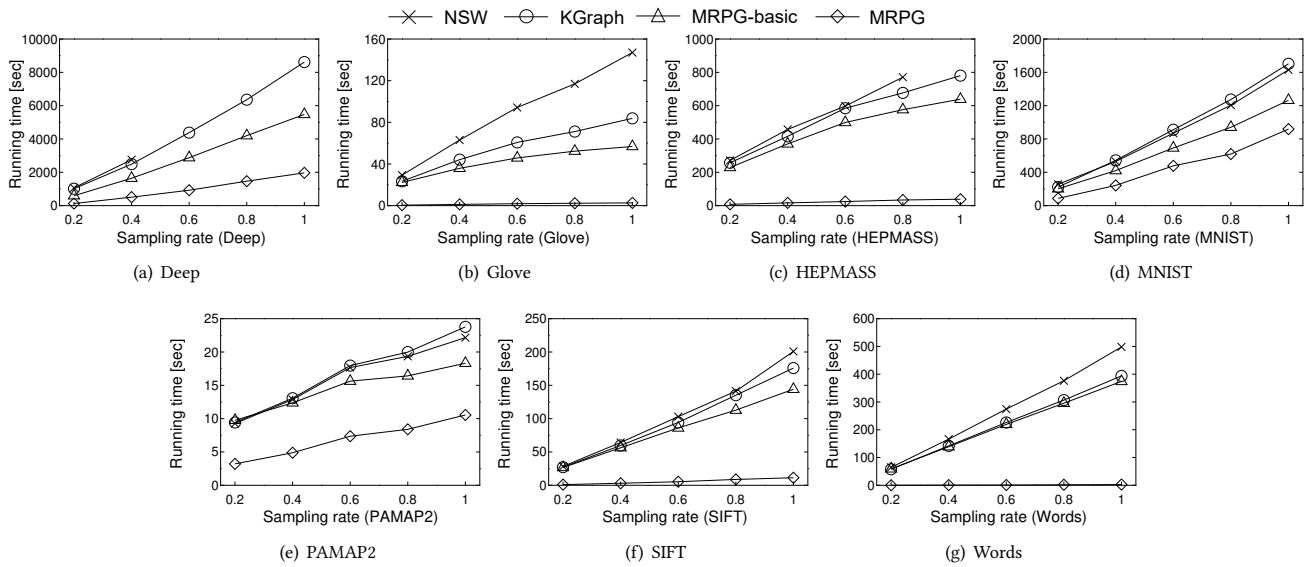 NSW KGraph MRPG-basic MRPG
Running time [sec]
10000
8000
6000
4000
2000
0
0.2 0.4 0.6 0.8 1
Sampling rate (Deep)
(a) Deep
Running time [sec]
160
120
80
40
0
0.2 0.4 0.6 0.8 1
Sampling rate (Glove)
(b) Glove
Running time [sec]
1000
800
600
400
200
0
0.2 0.4 0.6 0.8 1
Sampling rate (HEPMASS)
(c) HEPMASS
Running time [sec]
2000
1600
1200
800
400
0
0.2 0.4 0.6 0.8 1
Sampling rate (MNIST)
(d) MNIST
Running time [sec]
25
20
15
10
5
0
0.2 0.4 0.6 0.8 1
Sampling rate (PAMAP2)
(e) PAMAP2
Running time [sec]
250
200
150
100
50
0
0.2 0.4 0.6 0.8 1
Sampling rate (SIFT)
(f) SIFT
Running time [sec]
600
500
400
300
200
100
0
0.2 0.4 0.6 0.8 1
Sampling rate (Words)
(g) Words